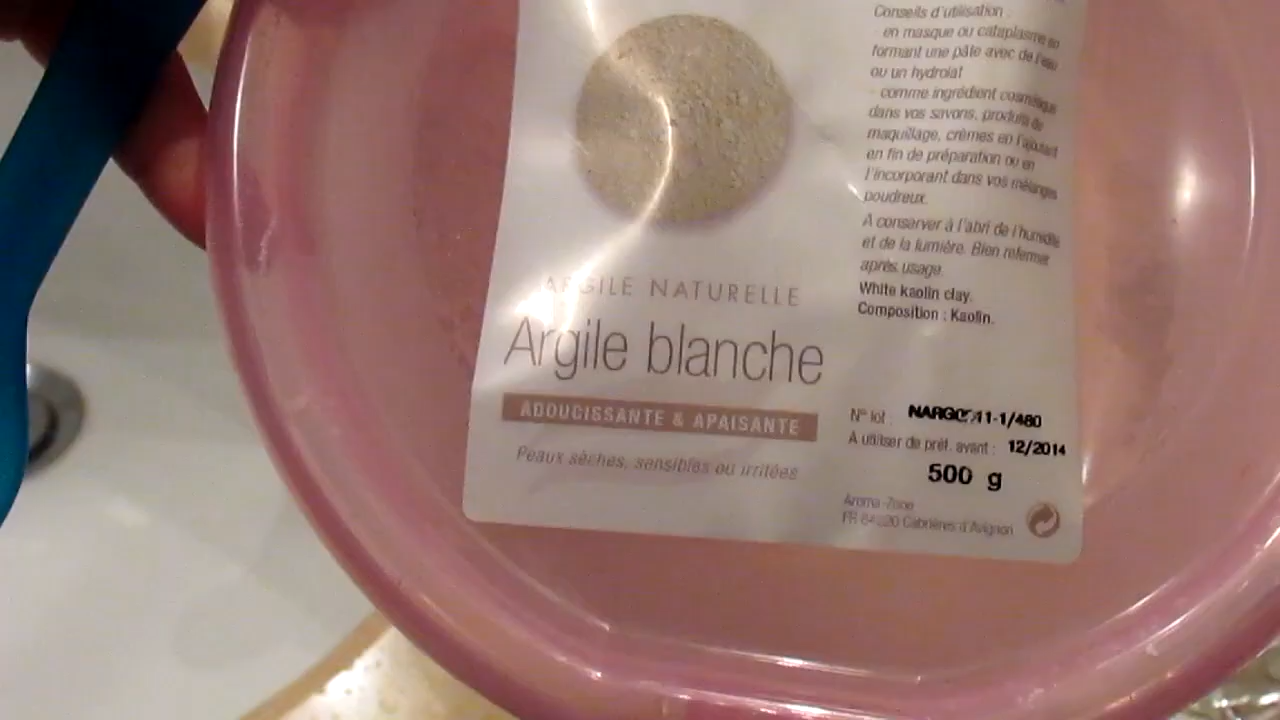 ARGILE NATURELLE
Argile blanche
ADOUCISSANTE & APAISANTE
Peaux sèches, sensibles ou irritées
Conseils d'utilisation :
- en masque ou cataplasme en
formant une pâte avec de l'eau
ou un hydrolat
- comme ingrédient cosmétique
dans vos savons, produits de
maquillage, crèmes en l'ajoutant
en fin de préparation ou en
l'incorporant dans vos mélanges
poudreux.
A conserver à l'abri de l'humidité
et de la lumière. Bien refermer
après usage.
White kaolin clay.
Composition : Kaolin.
N° lot :
À utiliser de préf. avant : 12/2014
500 g
Aroma-Zone
FR Cabrières d'Avignon